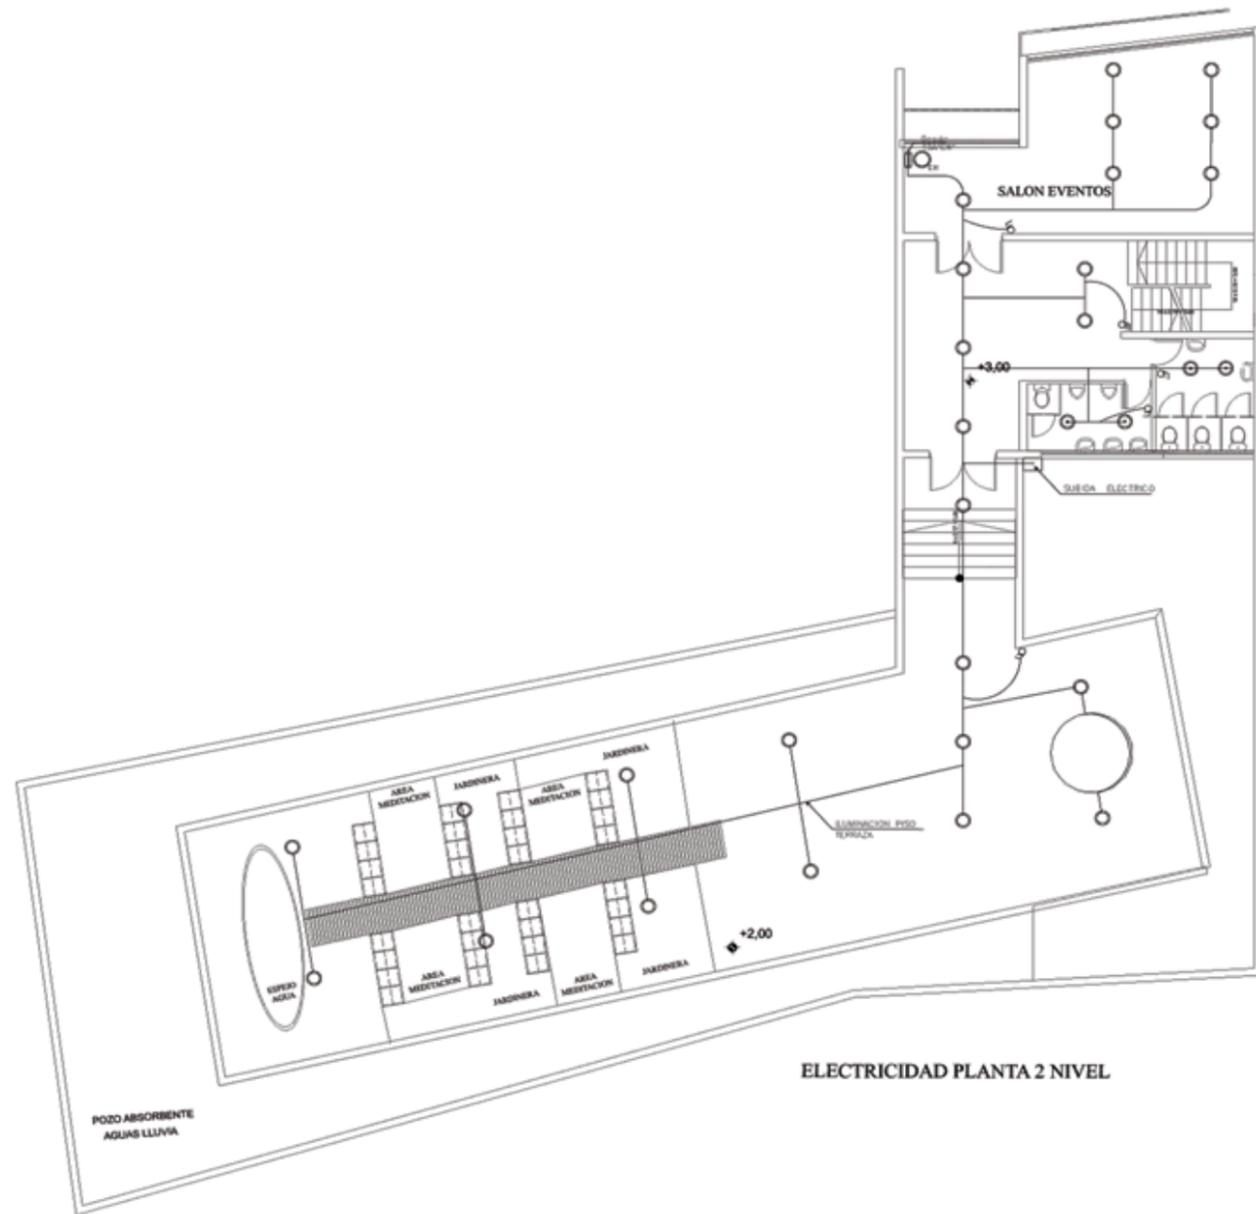 SALON EVENTOS
+3,00
SUBIDA ELECTRICO
JARDINERA
AREA
MEDITACION
JARDINERA
AREA
MEDITACION
ILUMINACION PISO
TERRAZA
+2,00
ESPEJO
AGUA
AREA
MEDITACION
JARDINERA
AREA
MEDITACION
JARDINERA
ELECTRICIDAD PLANTA 2 NIVEL
POZO ABSORBENTE
AGUAS LLUVIA